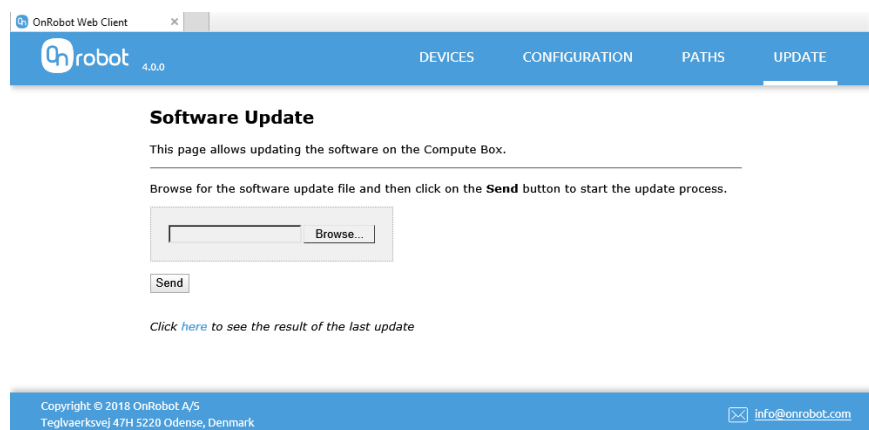 OnRobot Web Client ×
On robot 4.0.0 DEVICES CONFIGURATION PATHS UPDATE
Software Update
This page allows updating the software on the Compute Box.
Browse for the software update file and then click on the Send button to start the update process.
Browse...
Send
Click here to see the result of the last update
Copyright © 2018 OnRobot A/S
Teglvaerksvej 47H 5220 Odense, Denmark
info@onrobot.com